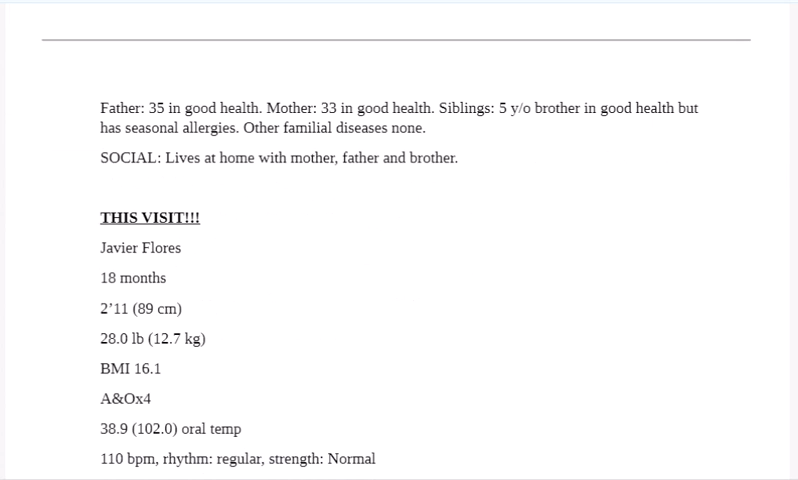 Father: 35 in good health. Mother: 33 in good health. Siblings: 5 y/o brother in good health but
has seasonal allergies. Other familial diseases none.
SOCIAL: Lives at home with mother, father and brother.
THIS VISIT!!!
Javier Flores
18 months
2’11 (89 cm)
28.0 lb (12.7 kg)
BMI 16.1
A&Ox4
38.9 (102.0) oral temp
110 bpm, rhythm: regular, strength: Normal